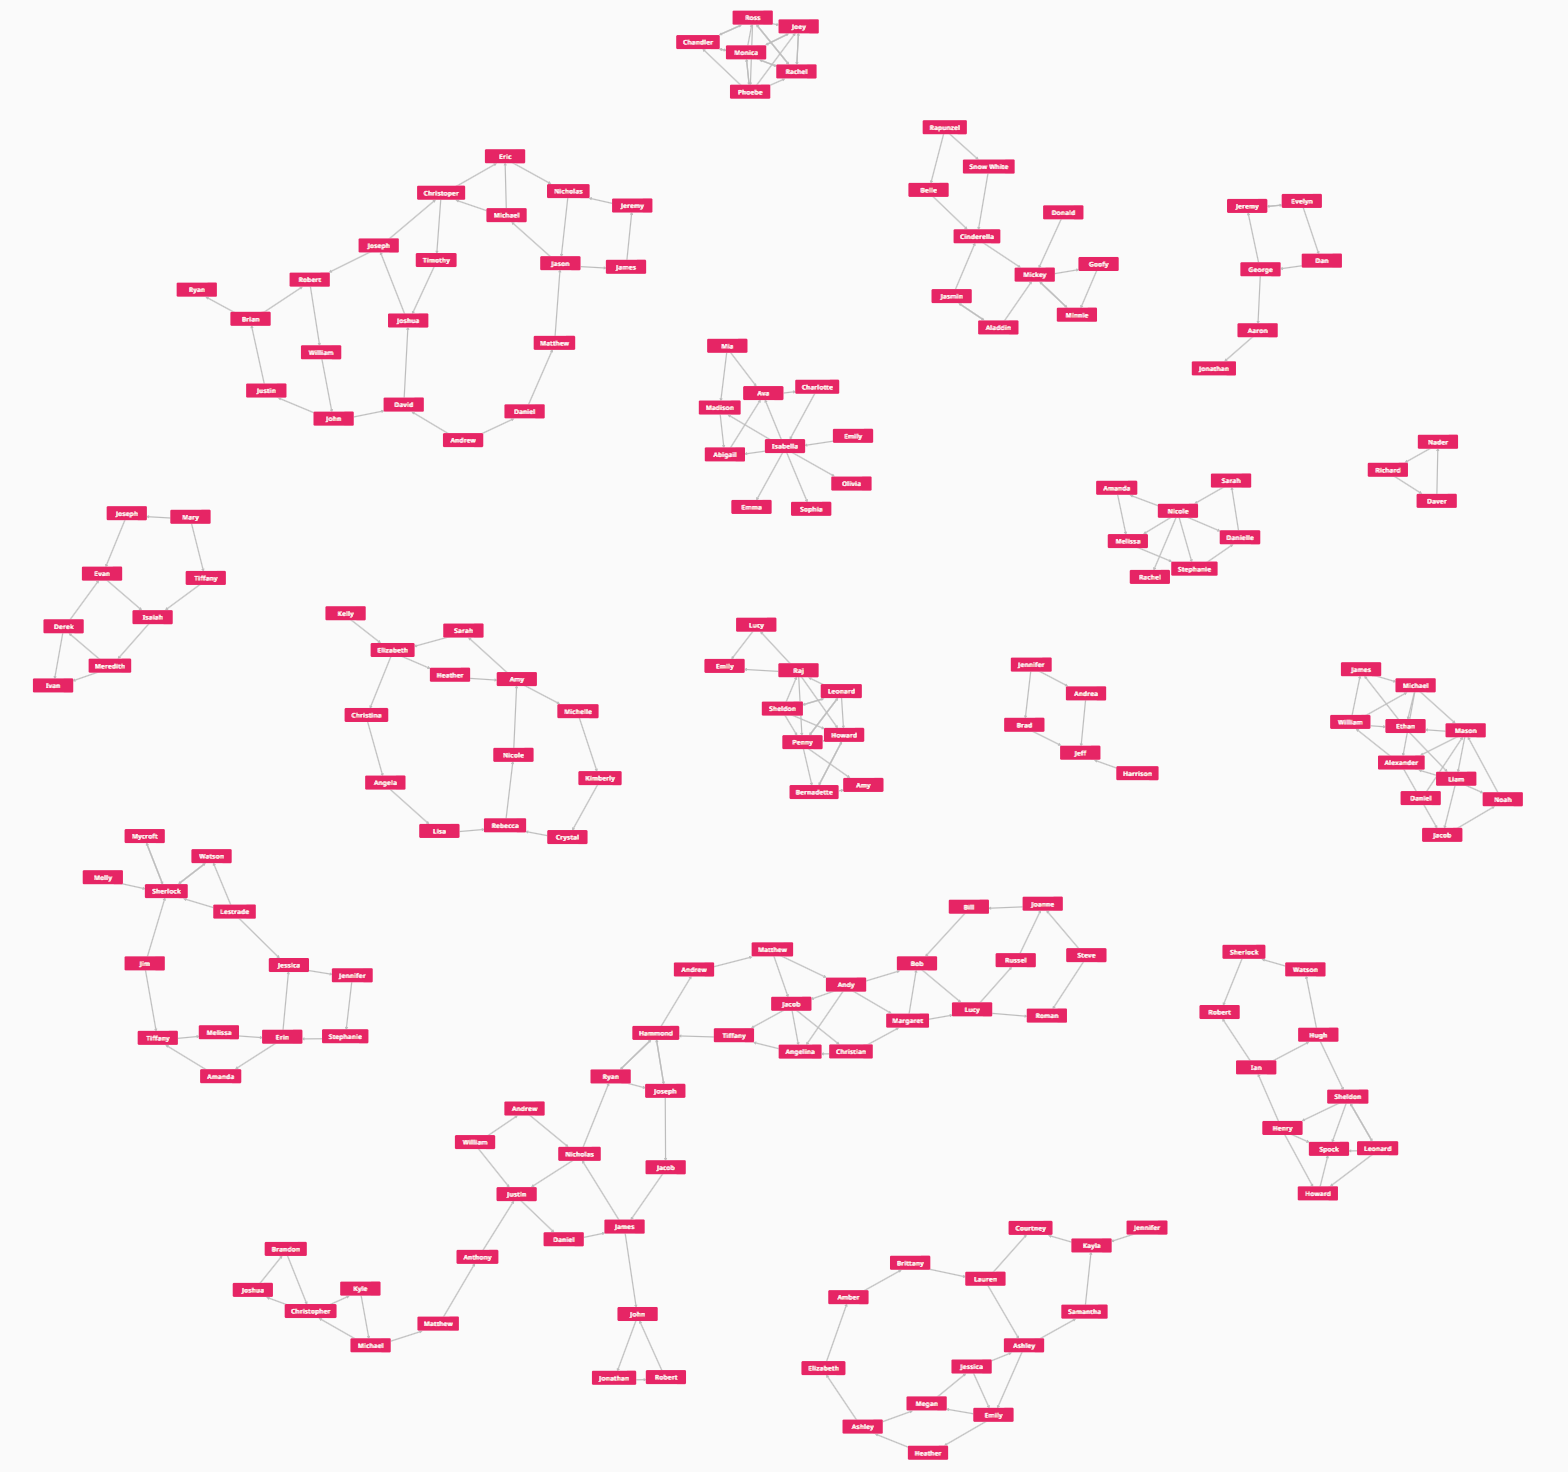 Ross
Joey
Chandler
Monica
Rachel
Phoebe
Rapunzel
Snow White
Belle
Donald
Cinderella
Goofy
Mickey
Jasmin
Minnie
Aladdin
Eric
Christoper
Nicholas
Jeremy
Michael
Joseph
Timothy
Jason
James
Robert
Ryan
Brian
Joshua
William
Matthew
Justin
David
John
Daniel
Andrew
Jeremy
Evelyn
Dan
George
Aaron
Jonathan
Mia
Ava
Charlotte
Madison
Emily
Isabella
Abigail
Olivia
Emma
Sophia
Nader
Richard
Daver
Amanda
Sarah
Nicole
Melissa
Danielle
Rachel
Stephanie
Joseph
Mary
Evan
Tiffany
Isaiah
Derek
Meredith
Ivan
Kelly
Sarah
Elizabeth
Heather
Amy
Christina
Michelle
Nicole
Angela
Kimberly
Lisa
Rebecca
Crystal
Lucy
Emily
Raj
Leonard
Sheldon
Penny
Howard
Bernadette
Amy
Jennifer
Andrea
Brad
Jeff
Harrison
James
Michael
William
Ethan
Mason
Alexander
Liam
Daniel
Noah
Jacob
Mycroft
Watson
Molly
Sherlock
Lestrade
Jim
Jessica
Jennifer
Tiffany
Melissa
Erin
Stephanie
Amanda
Bill
Joanne
Matthew
Andrew
Bob
Russel
Steve
Andy
Jacob
Lucy
Roman
Margaret
Hammond
Tiffany
Angelina
Christian
Ryan
Joseph
Andrew
William
Nicholas
Jacob
Justin
James
Daniel
Anthony
Brandon
Joshua
Kyle
Christopher
Matthew
Michael
John
Jonathan
Robert
Sherlock
Watson
Robert
Hugh
Ian
Sheldon
Henry
Spock
Leonard
Howard
Courtney
Jennifer
Kayla
Brittany
Lauren
Amber
Samantha
Ashley
Jessica
Elizabeth
Megan
Emily
Ashley
Heather